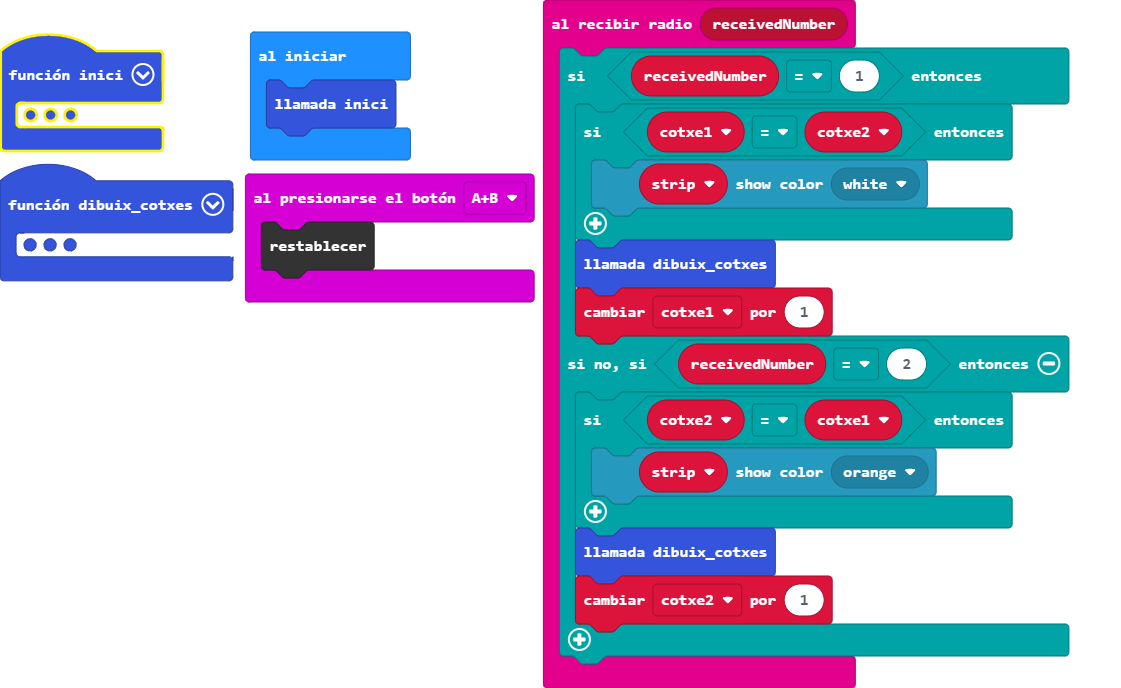 función inici
función dibuix_cotxes
al iniciar
llamada inici
al presionarse el botón A+B
restablecer
al recibir radio receivedNumber
si receivedNumber = 1 entonces
si cotxe1 = cotxe2 entonces
strip show color white
llamada dibuix_cotxes
cambiar cotxe1 por 1
si no, si receivedNumber = 2 entonces
si cotxe2 = cotxe1 entonces
strip show color orange
llamada dibuix_cotxes
cambiar cotxe2 por 1